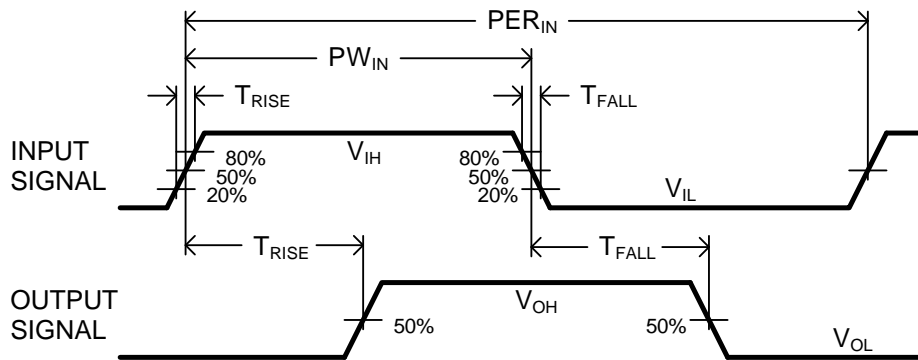 PER_IN
PW_IN
T_RISE
T_FALL
INPUT
SIGNAL
80%
50%
20%
V_IH
80%
50%
20%
V_IL
T_RISE
T_FALL
OUTPUT
SIGNAL
50%
V_OH
50%
V_OL